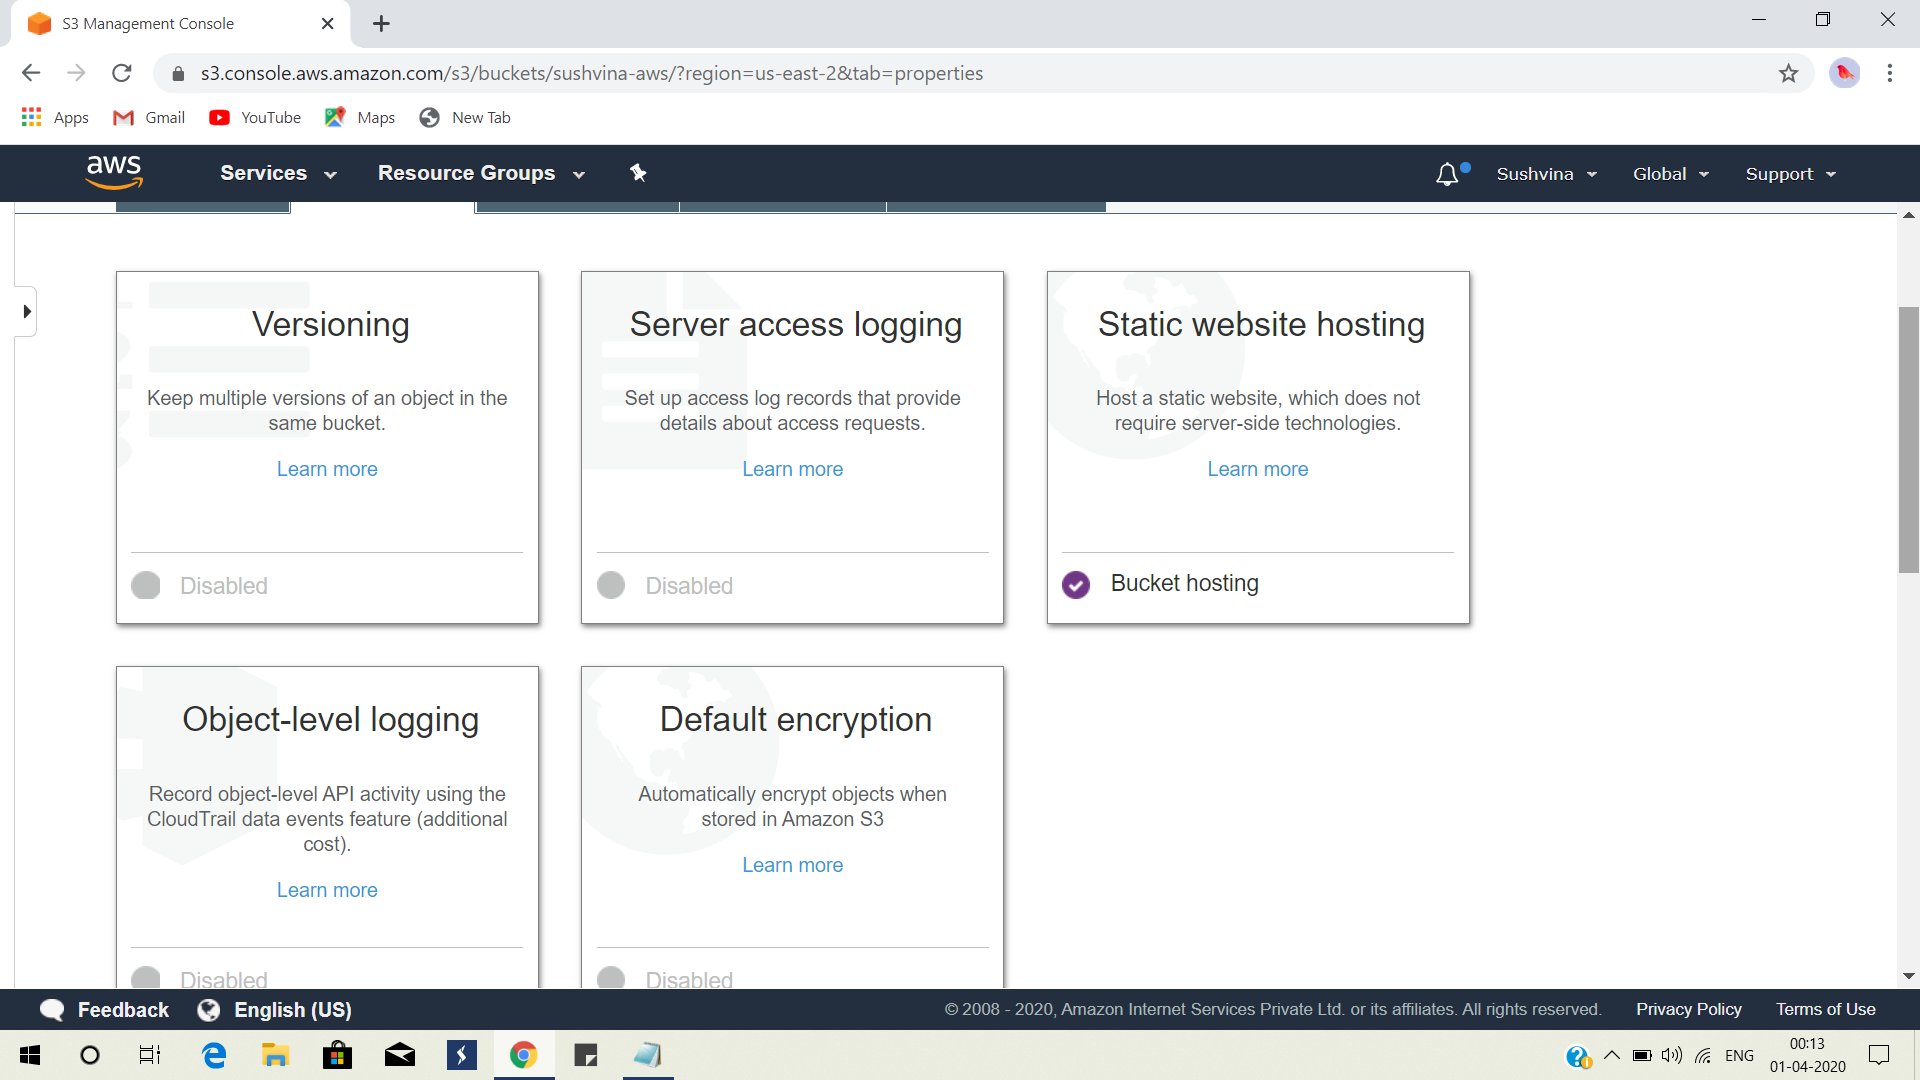 S3 Management Console
s3.console.aws.amazon.com/s3/buckets/sushvina-aws/?region=us-east-2&tab=properties
Apps Gmail YouTube Maps New Tab
aws Services Resource Groups Sushvina Global Support
Versioning
Keep multiple versions of an object in the
same bucket.
Learn more
Disabled
Server access logging
Set up access log records that provide
details about access requests.
Learn more
Disabled
Static website hosting
Host a static website, which does not
require server-side technologies.
Learn more
Bucket hosting
Object-level logging
Record object-level API activity using the
CloudTrail data events feature (additional
cost).
Learn more
Disabled
Default encryption
Automatically encrypt objects when
stored in Amazon S3
Learn more
Disabled
Feedback English (US) © 2008 - 2020, Amazon Internet Services Private Ltd. or its affiliates. All rights reserved. Privacy Policy Terms of Use
ENG
00:13
01-04-2020